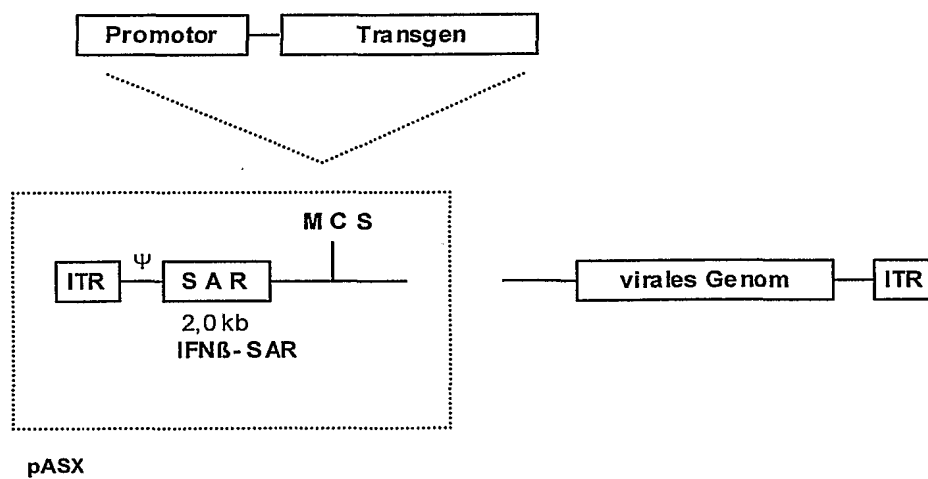 Promotor Transgen
M C S
ITR Ψ S A R virales Genom ITR
2,0 kb
IFNß- SAR
pASX